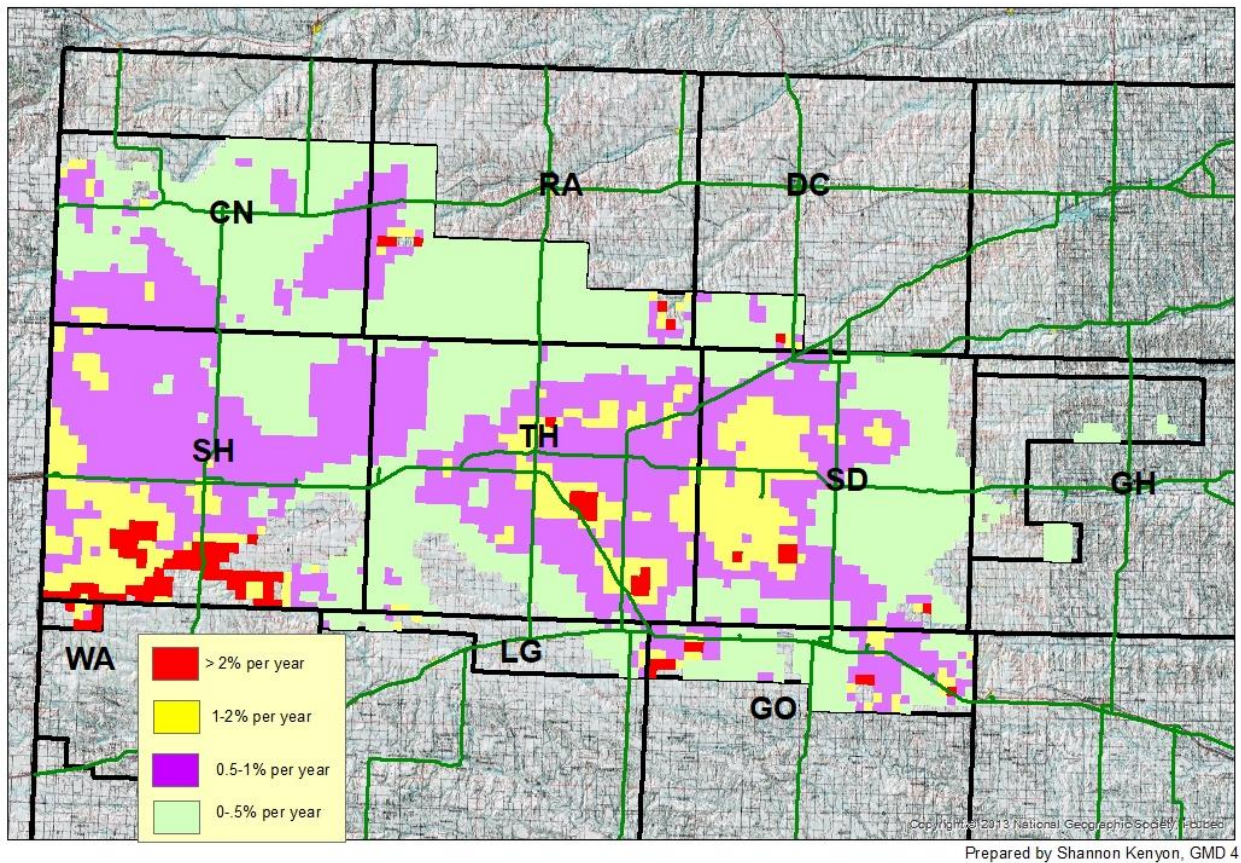 RA
DC
CN
TH
SH
SD
GH
LG
WA
GO
> 2% per year
1-2% per year
0.5-1% per year
0-.5% per year
Copyright:© 2013 National Geographic Society, i-cubed
Prepared by Shannon Kenyon, GMD 4